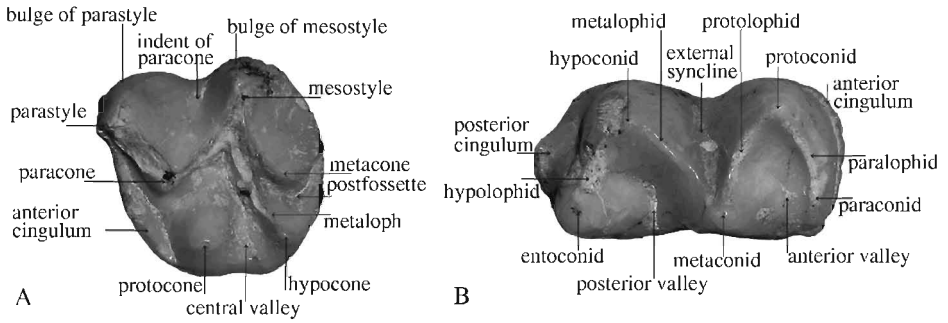 bulge of parastyle
indent of
paracone
bulge of mesostyle
mesostyle
parastyle
metacone
postfossette
paracone
metaloph
anterior
cingulum
protocone
central valley
hypocone
A
metalophid
protolophid
hypoconid
external
syncline
protoconid
anterior
cingulum
posterior
cingulum
paralophid
hypolophid
paraconid
entoconid
metaconid
anterior valley
posterior valley
B